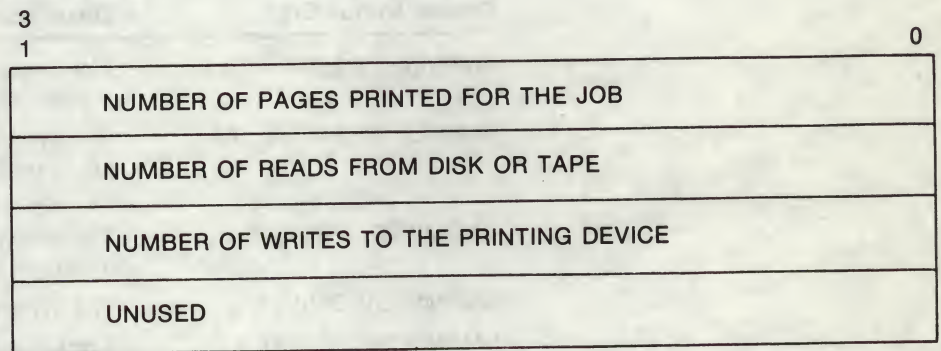 3
1 0
NUMBER OF PAGES PRINTED FOR THE JOB
NUMBER OF READS FROM DISK OR TAPE
NUMBER OF WRITES TO THE PRINTING DEVICE
UNUSED